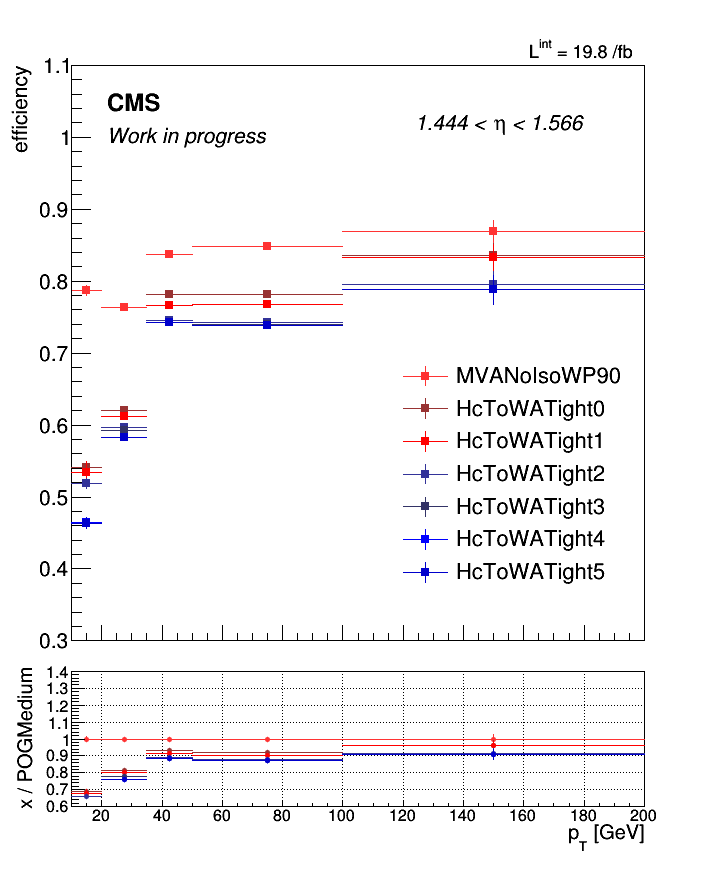 L^int = 19.8 /fb
efficiency
1.1
1
0.9
0.8
0.7
0.6
0.5
0.4
0.3
CMS
Work in progress
1.444 < η < 1.566
MVANoIsoWP90
HcToWATight0
HcToWATight1
HcToWATight2
HcToWATight3
HcToWATight4
HcToWATight5
x / POGMedium
1.4
1.3
1.2
1.1
1
0.9
0.8
0.7
0.6
20 40 60 80 100 120 140 160 180 200
p_T [GeV]